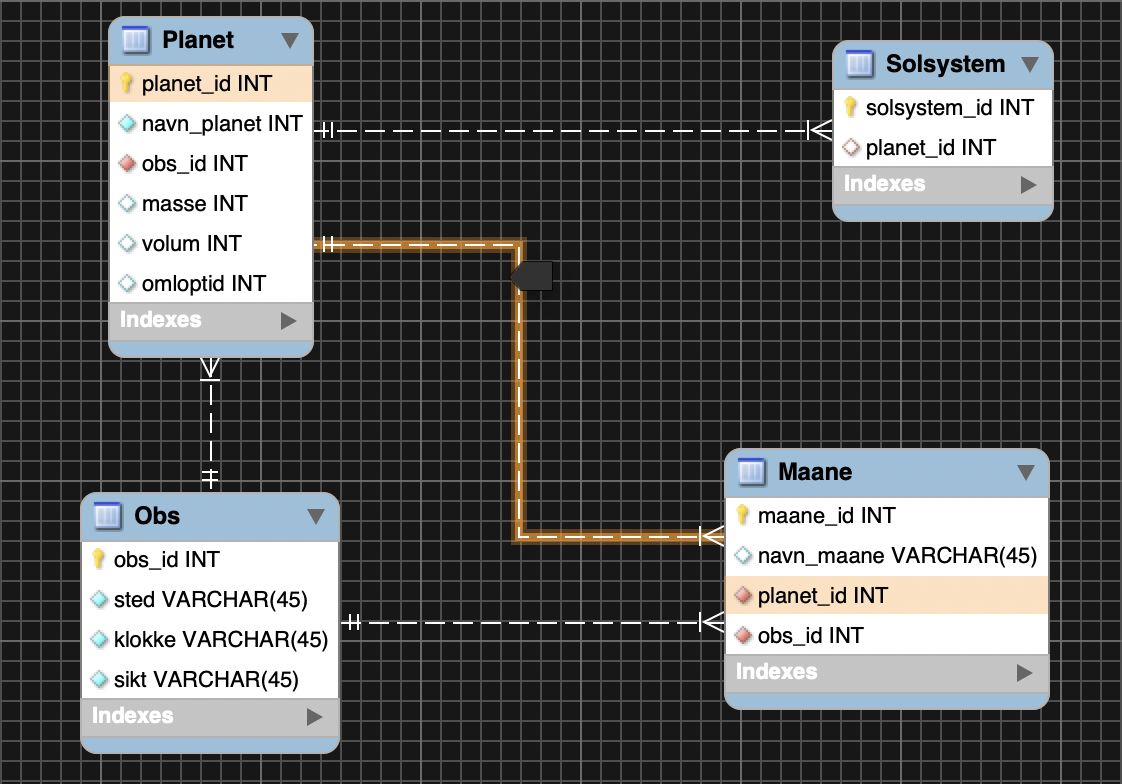 Planet
planet_id INT
navn_planet INT
obs_id INT
masse INT
volum INT
omloptid INT
Indexes
Solsystem
solsystem_id INT
planet_id INT
Indexes
Obs
obs_id INT
sted VARCHAR(45)
klokke VARCHAR(45)
sikt VARCHAR(45)
Indexes
Maane
maane_id INT
navn_maane VARCHAR(45)
planet_id INT
obs_id INT
Indexes